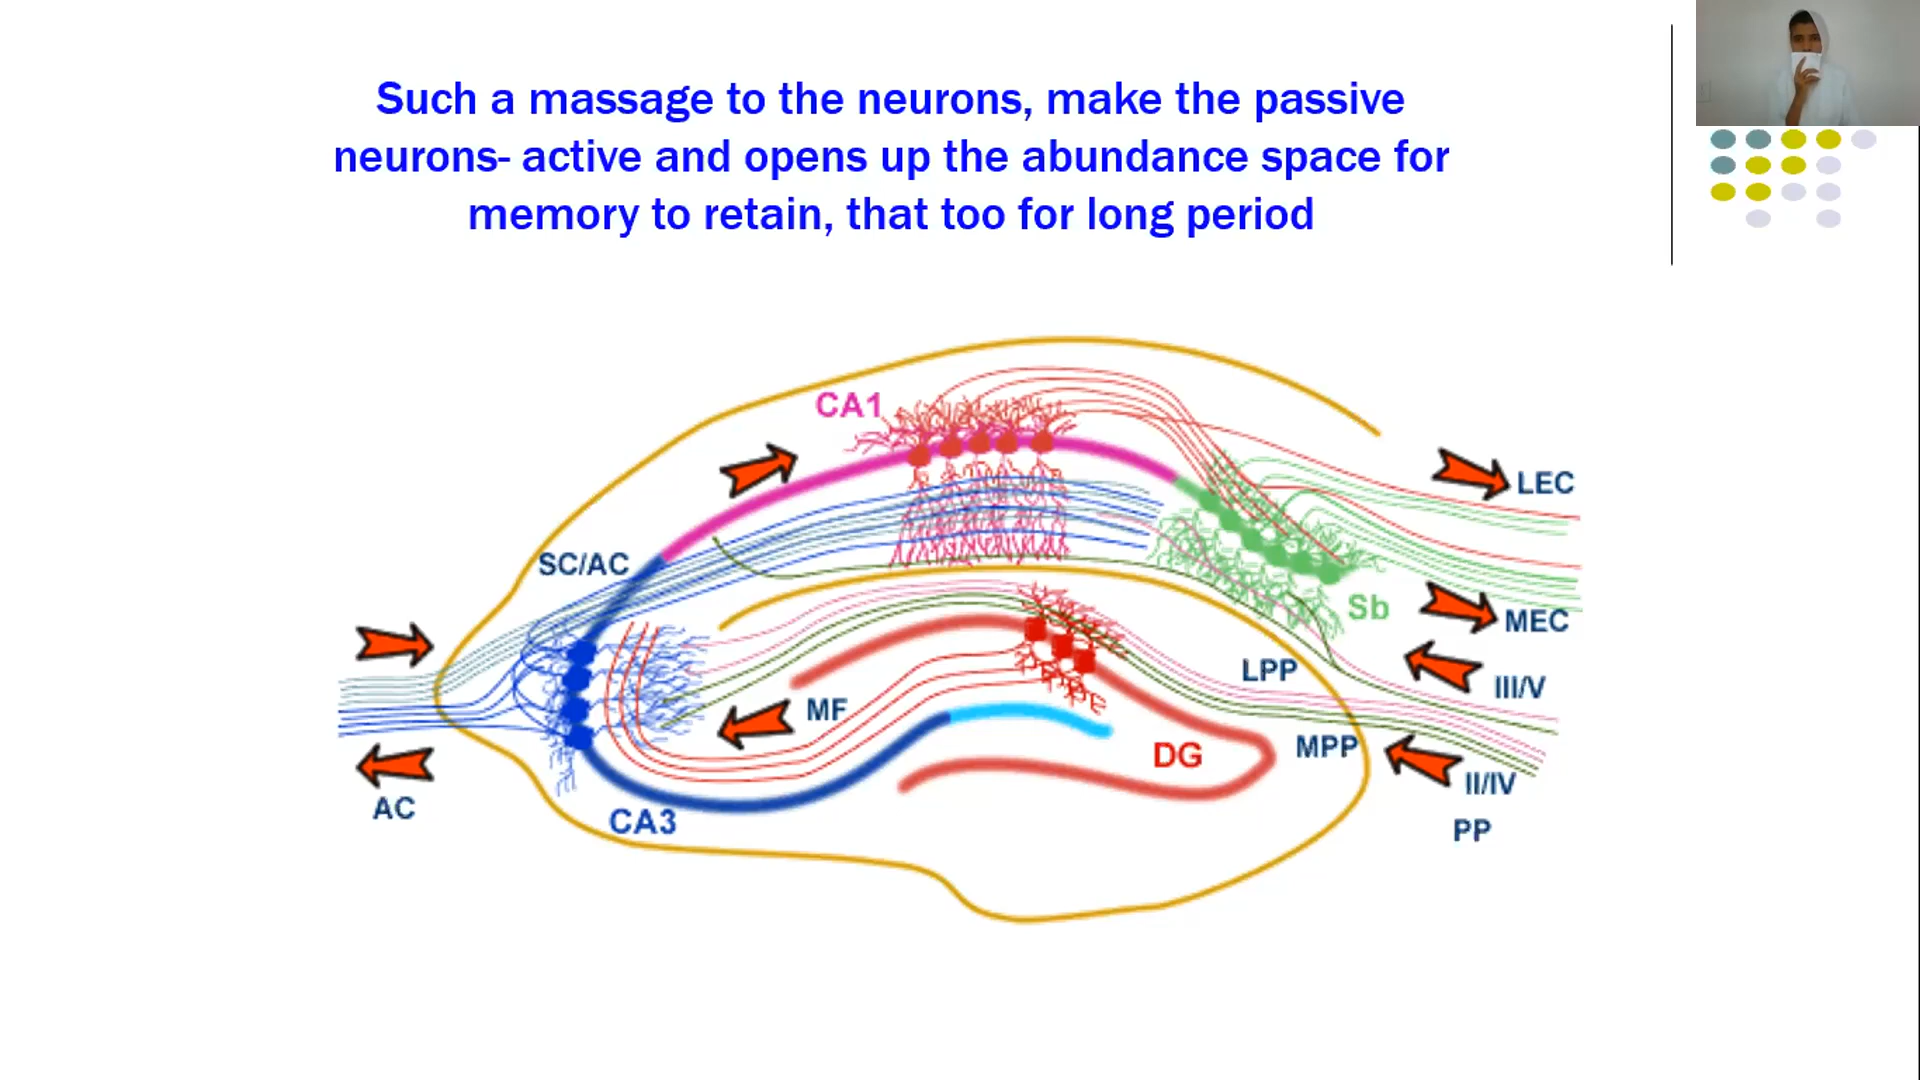 Such a massage to the neurons, make the passive
neurons- active and opens up the abundance space for
memory to retain, that too for long period
CA1
LEC
SC/AC
Sb
MEC
LPP
III/V
MF
MPP
DG
II/IV
AC
CA3
PP